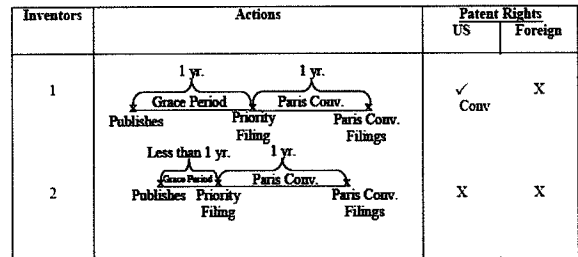 Inventors Actions Patent Rights
US Foreign
1 yr. 1 yr.
1 Grace Period Paris Conv. ✓ X
Conv
Publishes Priority Paris Conv.
Filing Filings
Less than 1 yr. 1 yr.
Grace Period Paris Conv.
2 Publishes Priority Paris Conv. X X
Filing Filings